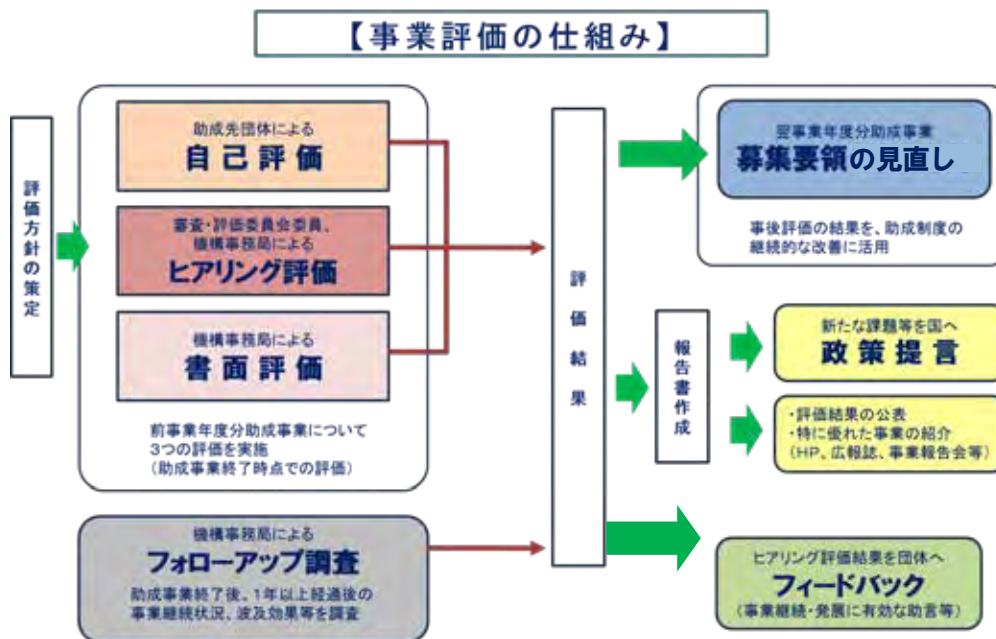 【事業評価の仕組み】
評価方針の策定
助成先団体による
自己評価
審査・評価委員会委員、
機構事務局による
ヒアリング評価
機構事務局による
書面評価
前事業年度分助成事業について
3つの評価を実施
(助成事業終了時点での評価)
機構事務局による
フォローアップ調査
助成事業終了後、1年以上経過後の
事業継続状況、波及効果等を調査
評価結果
翌事業年度分助成事業
募集要領の見直し
事後評価の結果を、助成制度の
継続的な改善に活用
報告書作成
新たな課題等を国へ
政策提言
・評価結果の公表
・特に優れた事業の紹介
(HP、広報誌、事業報告会等)
ヒアリング評価結果を団体へ
フィードバック
(事業継続・発展に有効な助言等)